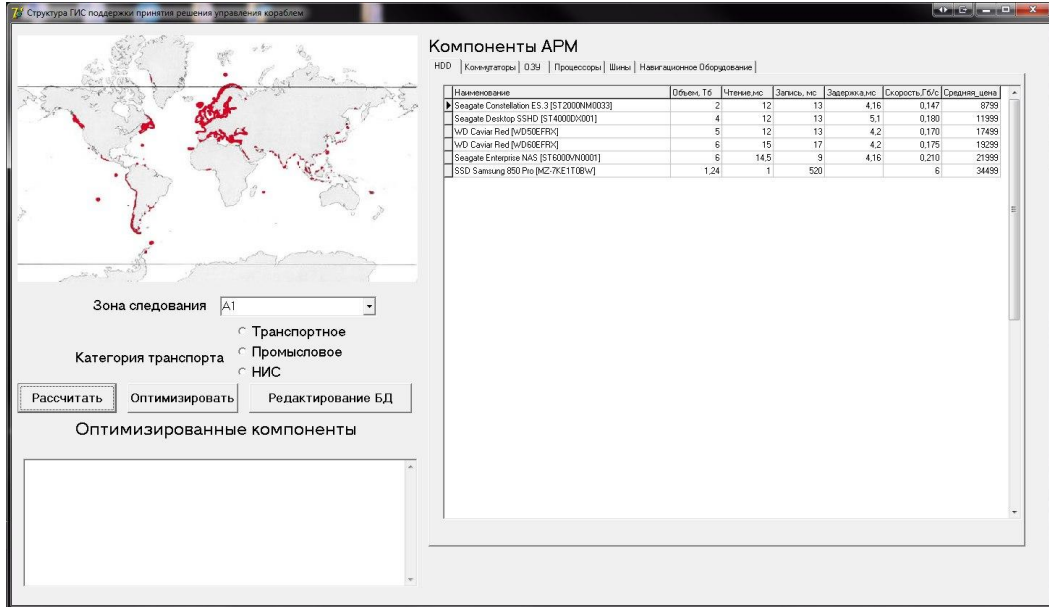 Структура ГИС поддержки принятия решения управления кораблем
Компоненты АРМ
HDD Коммутаторы ОЗУ Процессоры Шины Навигационное Оборудование
Наименование Объем, Тб Чтение,мс Запись, мс Задержка,мс Скорость,Гб/с Средняя_цена
Seagate Constellation ES.3 [ST2000NM0033] 2 12 13 4,16 0,147 8799
Seagate Desktop SSHD [ST4000DX001] 4 12 13 5,1 0,180 11999
WD Caviar Red [WD50EFRX] 5 12 13 4,2 0,170 17499
WD Caviar Red [WD60EFRX] 6 15 17 4,2 0,175 19299
Seagate Enterprise NAS [ST6000VN0001] 6 14,5 9 4,16 0,210 21999
SSD Samsung 850 Pro [MZ-7KE1T0BW] 1,24 1 520 6 34499
Зона следования A1
Категория транспорта
Транспортное
Промысловое
НИС
Рассчитать Оптимизировать Редактирование БД
Оптимизированные компоненты